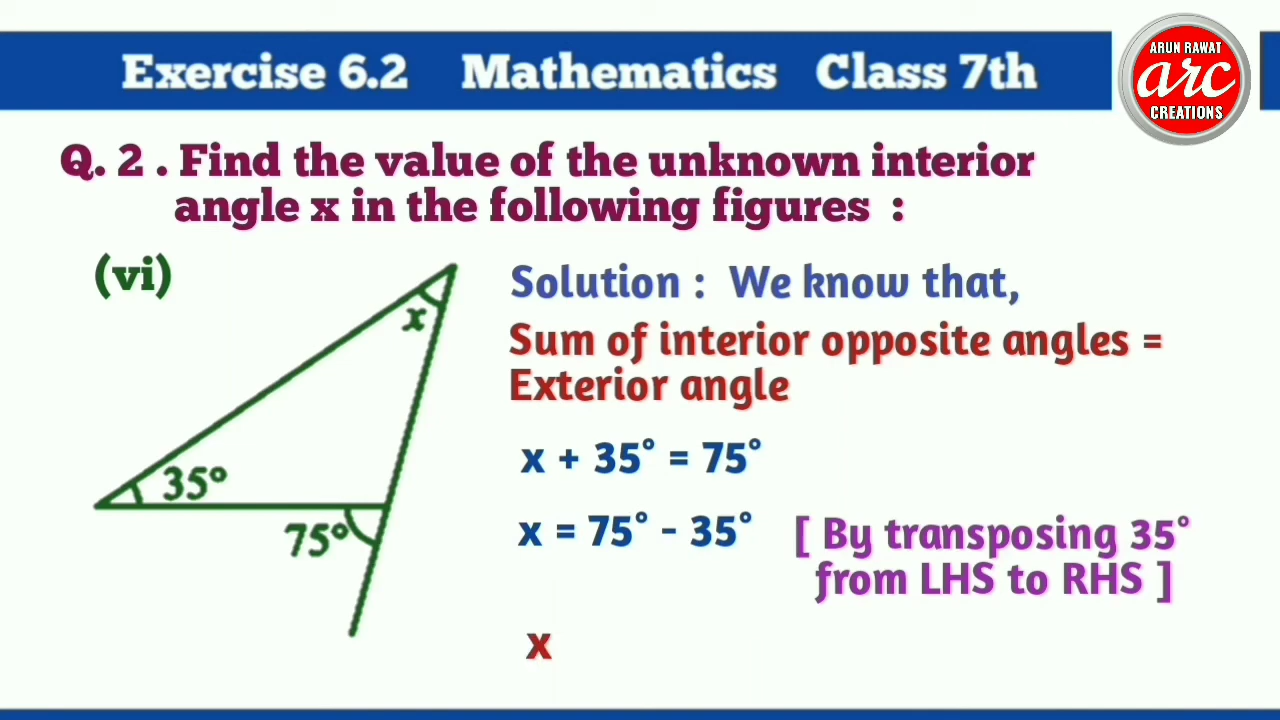 Exercise 6.2 Mathematics Class 7th
ARUN RAWAT
arc
CREATIONS
Q. 2 . Find the value of the unknown interior
angle x in the following figures :
(vi)
x
35°
75°
Solution : We know that,
Sum of interior opposite angles =
Exterior angle
x + 35° = 75°
x = 75° - 35° [ By transposing 35°
from LHS to RHS ]
x